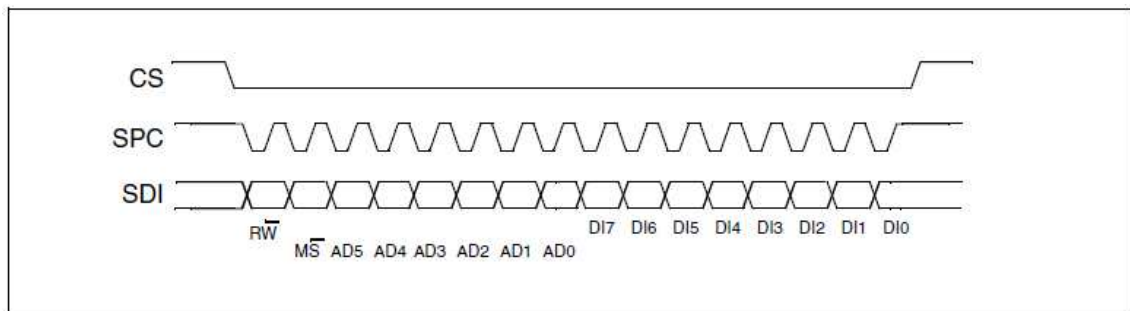 CS
SPC
SDI
RW̅ DI7 DI6 DI5 DI4 DI3 DI2 DI1 DI0
MS̅ AD5 AD4 AD3 AD2 AD1 AD0